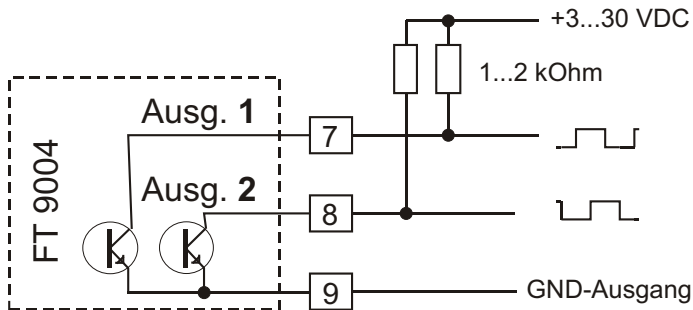 +3...30 VDC
1...2 kOhm
Ausg. 1
7
Ausg. 2
8
FT 9004
9
GND-Ausgang